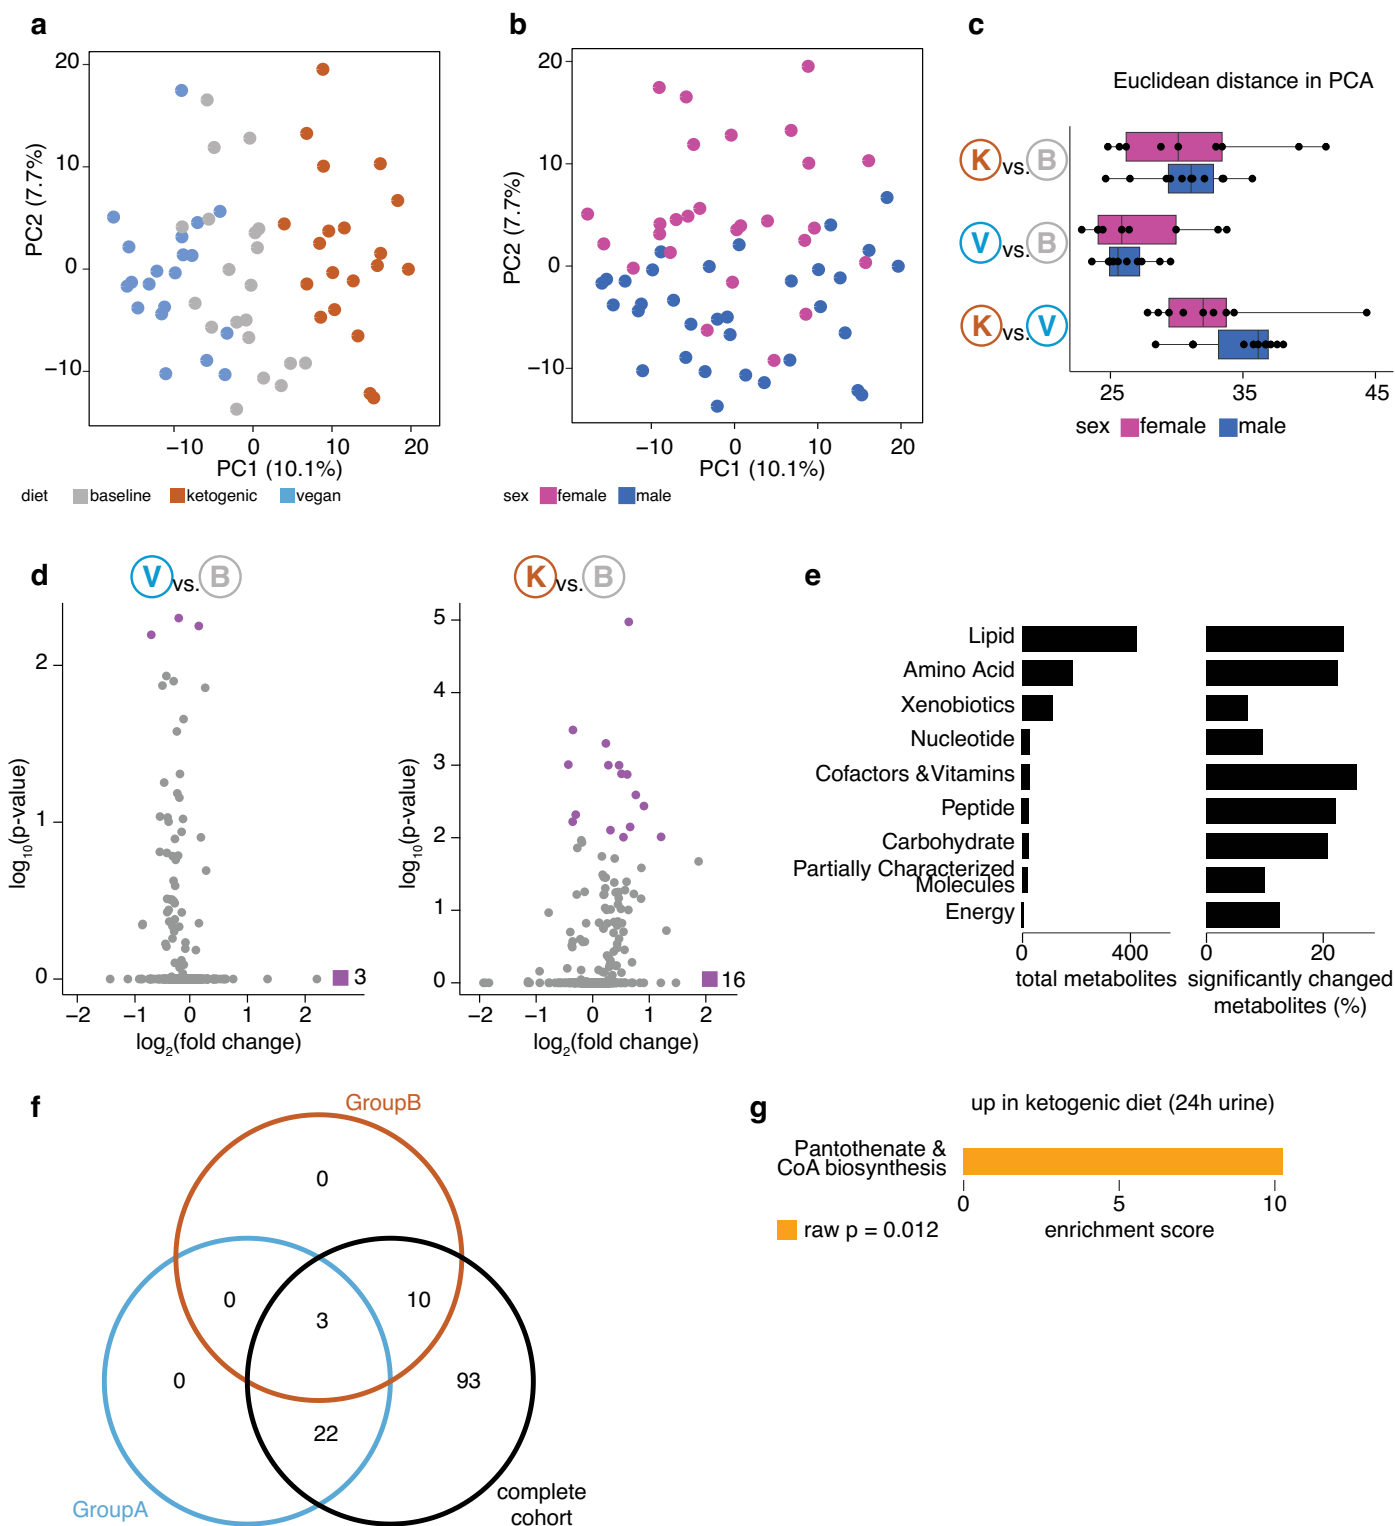 a
20
10
0
−10
PC2 (7.7%)
−10
0
10
20
PC1 (10.1%)
diet
baseline
ketogenic
vegan
b
20
10
0
−10
PC2 (7.7%)
−10
0
10
20
PC1 (10.1%)
sex
female
male
c
Euclidean distance in PCA
K vs. B
V vs. B
K vs. V
25
35
45
sex
female
male
d
V vs. B
2
1
0
log10(p-value)
−2
−1
0
1
2
log2(fold change)
3
K vs. B
5
4
3
2
1
0
log10(p-value)
−2
−1
0
1
2
log2(fold change)
16
e
Lipid
Amino Acid
Xenobiotics
Nucleotide
Cofactors &Vitamins
Peptide
Carbohydrate
Partially Characterized
Molecules
Energy
0
400
total metabolites
0
20
significantly changed
metabolites (%)
f
GroupB
0
0
3
10
0
93
22
GroupA
complete
cohort
g
up in ketogenic diet (24h urine)
Pantothenate &
CoA biosynthesis
0
5
10
enrichment score
raw p = 0.012